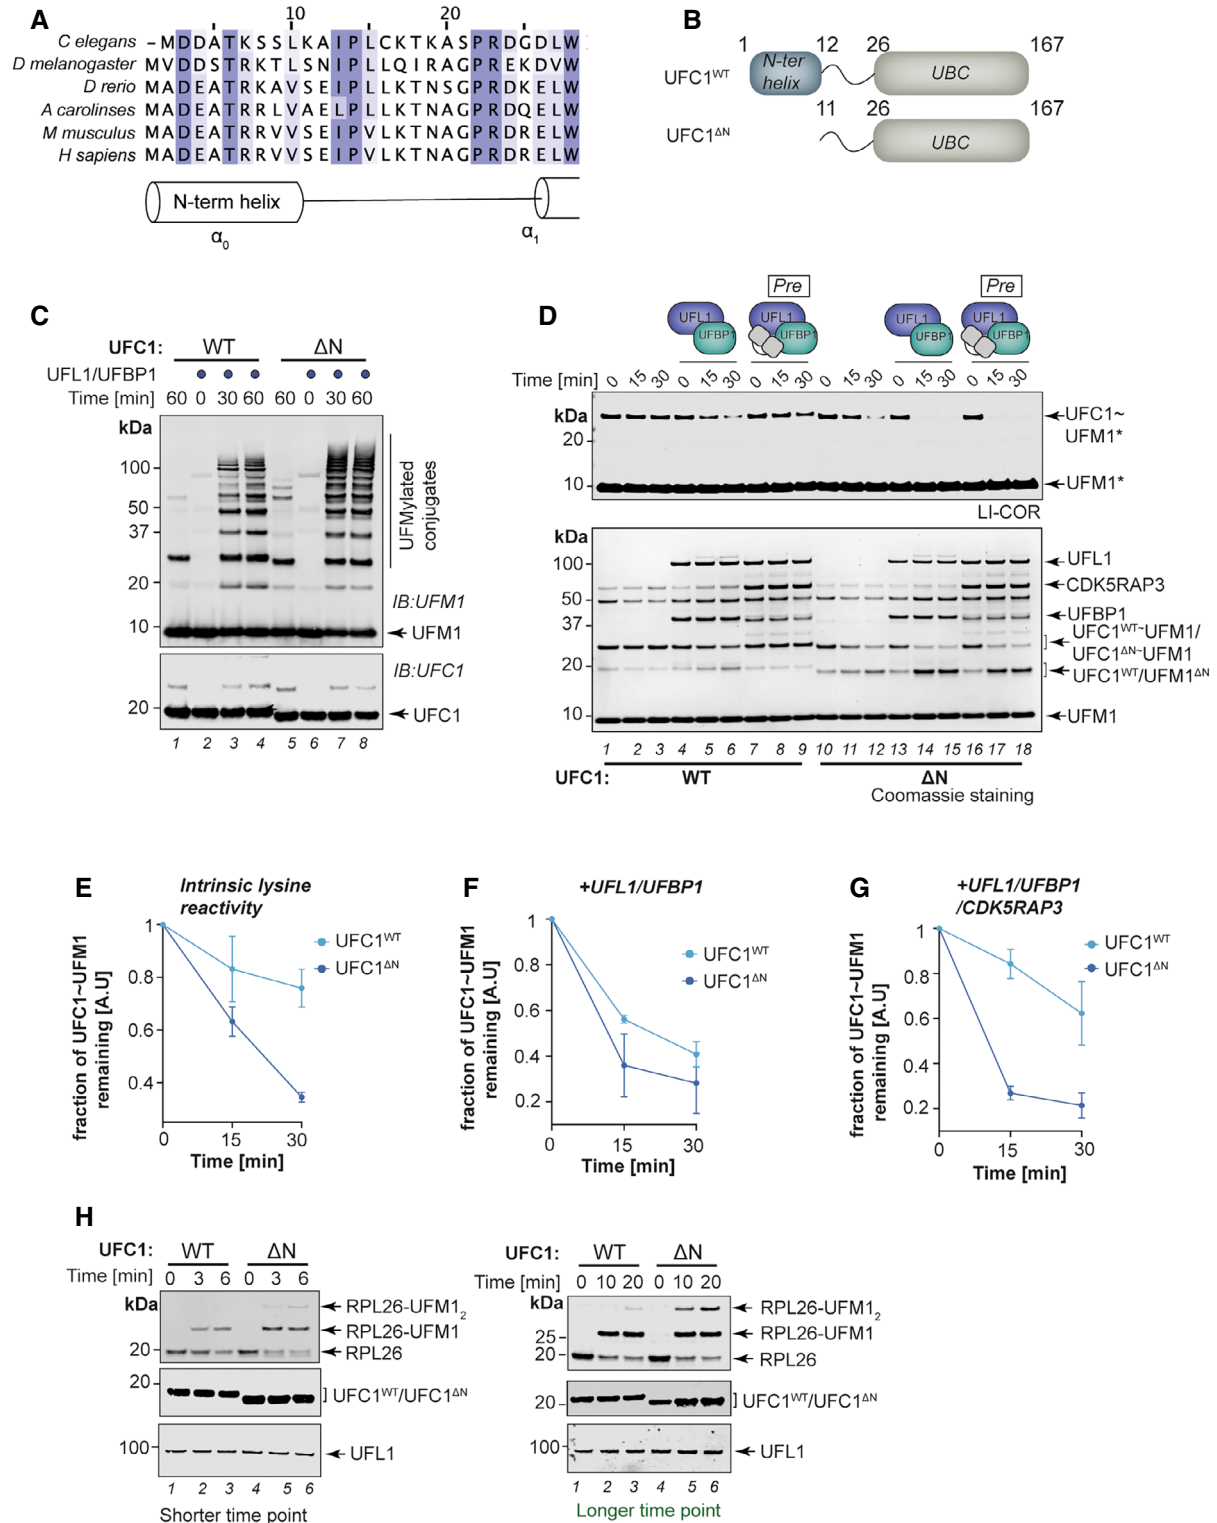 A
10 20
C elegans – M D D A T K S S L K A I P L C K T K A S P R D G D L W
D melanogaster M V D D S T R K T L S N I P L L Q I R A G P R E K D V W
D rerio M A D E A T R K A V S E I P L L K T N S G P R D K E L W
A carolinses M A D E A T R R L V A E L P L L K T N A G P R D Q E L W
M musculus M A D E A T R R V V S E I P V L K T N A G P R D R E L W
H sapiens M A D E A T R R V V S E I P V L K T N A G P R D R E L W
N-term helix
α0 α1
B
1 12 26 167
UFC1WT N-ter helix UBC
11 26 167
UFC1ΔN UBC
C
UFC1: WT ΔN
UFL1/UFBP1
Time [min] 60 0 30 60 60 0 30 60
kDa
100
50
37
20
10
UFMylated conjugates
IB:UFM1
UFM1
IB:UFC1
20
UFC1
1 2 3 4 5 6 7 8
D
Pre Pre
UFL1 UFL1 UFL1 UFL1
UFBP1 UFBP1 UFBP1 UFBP1
Time [min] 0 15 30 0 15 30 0 15 30 0 15 30 0 15 30 0 15 30
kDa
20
10
UFC1~
UFM1*
UFM1*
LI-COR
kDa
100
50
37
20
10
UFL1
CDK5RAP3
UFBP1
UFC1WT~UFM1/
UFC1ΔN~UFM1
UFC1WT/UFM1ΔN
UFM1
1 2 3 4 5 6 7 8 9 10 11 12 13 14 15 16 17 18
UFC1: WT ΔN
Coomassie staining
E
Intrinsic lysine
reactivity
fraction of UFC1~UFM1
remaining [A.U]
1
0.8
0.6
0.4
UFC1WT
UFC1ΔN
0 15 30
Time [min]
F
+UFL1/UFBP1
fraction of UFC1~UFM1
remaining [A.U]
1
0.8
0.6
0.4
0.2
UFC1WT
UFC1ΔN
0 15 30
Time [min]
G
+UFL1/UFBP1
/CDK5RAP3
fraction of UFC1~UFM1
remaining [A.U]
1
0.8
0.6
0.4
0.2
UFC1WT
UFC1ΔN
0 15 30
Time [min]
H
UFC1: WT ΔN
Time [min] 0 3 6 0 3 6
kDa
RPL26-UFM12
RPL26-UFM1
20 RPL26
20
UFC1WT/UFC1ΔN
100 UFL1
1 2 3 4 5 6
Shorter time point
UFC1: WT ΔN
Time [min] 0 10 20 0 10 20
kDa
RPL26-UFM12
25 RPL26-UFM1
20 RPL26
20 UFC1WT/UFC1ΔN
100 UFL1
1 2 3 4 5 6
Longer time point